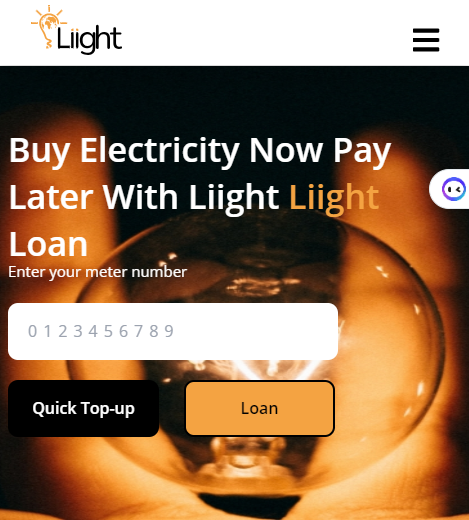 Liight
Buy Electricity Now Pay
Later With Liight Liight
Loan
Enter your meter number
0 1 2 3 4 5 6 7 8 9
Quick Top-up
Loan